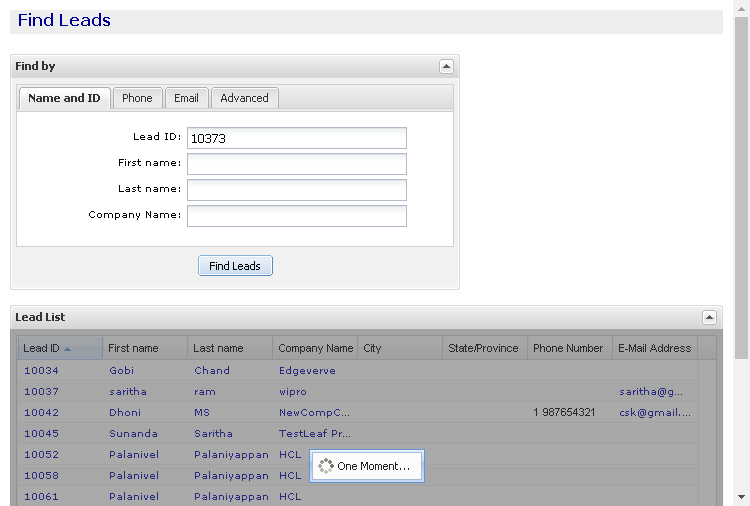 Find Leads
Find by
Name and ID Phone Email Advanced
Lead ID: 10373
First name:
Last name:
Company Name:
Find Leads
Lead List
Lead ID First name Last name Company Name City State/Province Phone Number E-Mail Address
10034 Gobi Chand Edgeverve
10037 saritha ram wipro saritha@g...
10042 Dhoni MS NewCompC... 1 987654321 csk@gmail....
10045 Sunanda Saritha TestLeaf Pr...
10052 Palanivel Palaniyappan HCL
One Moment...
10058 Palanivel Palaniyappan HCL
10061 Palanivel Palaniyappan HCL